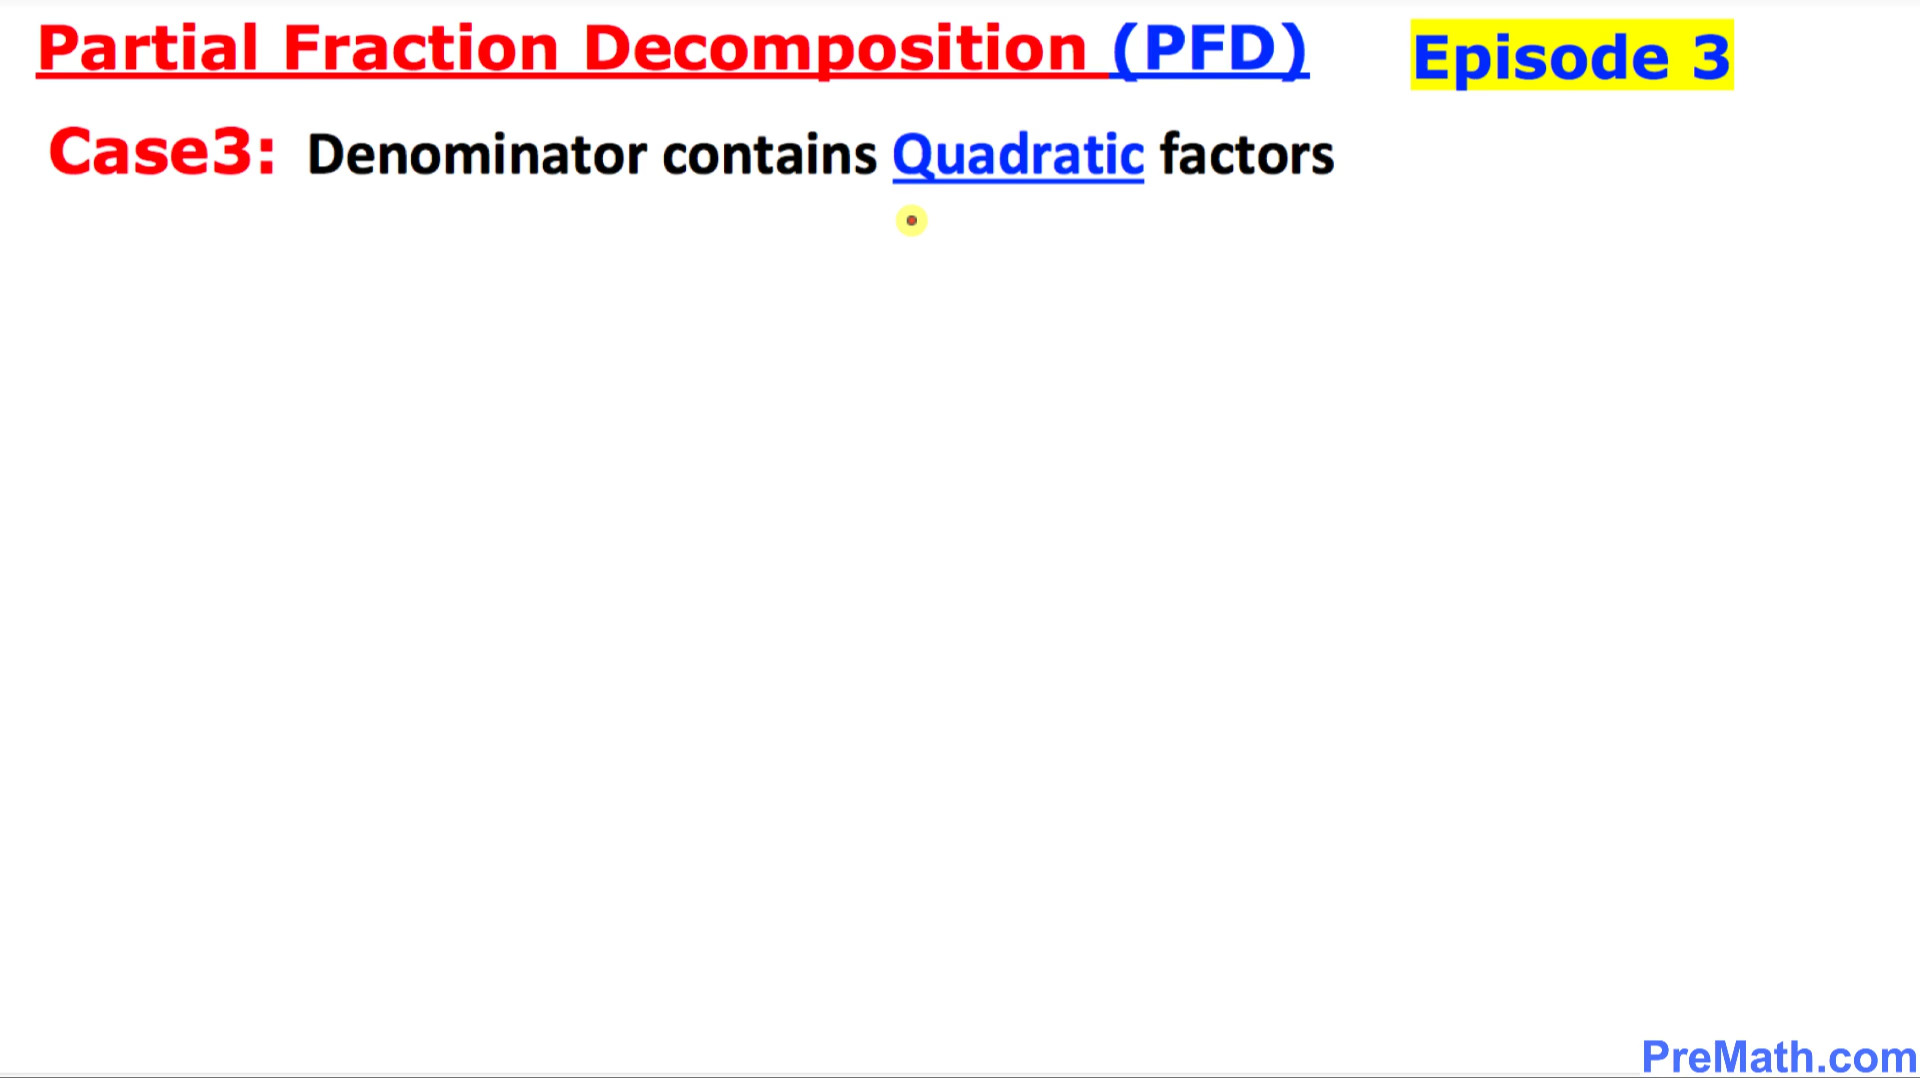 Partial Fraction Decomposition (PFD)
Episode 3
Case3: Denominator contains Quadratic factors
PreMath.com